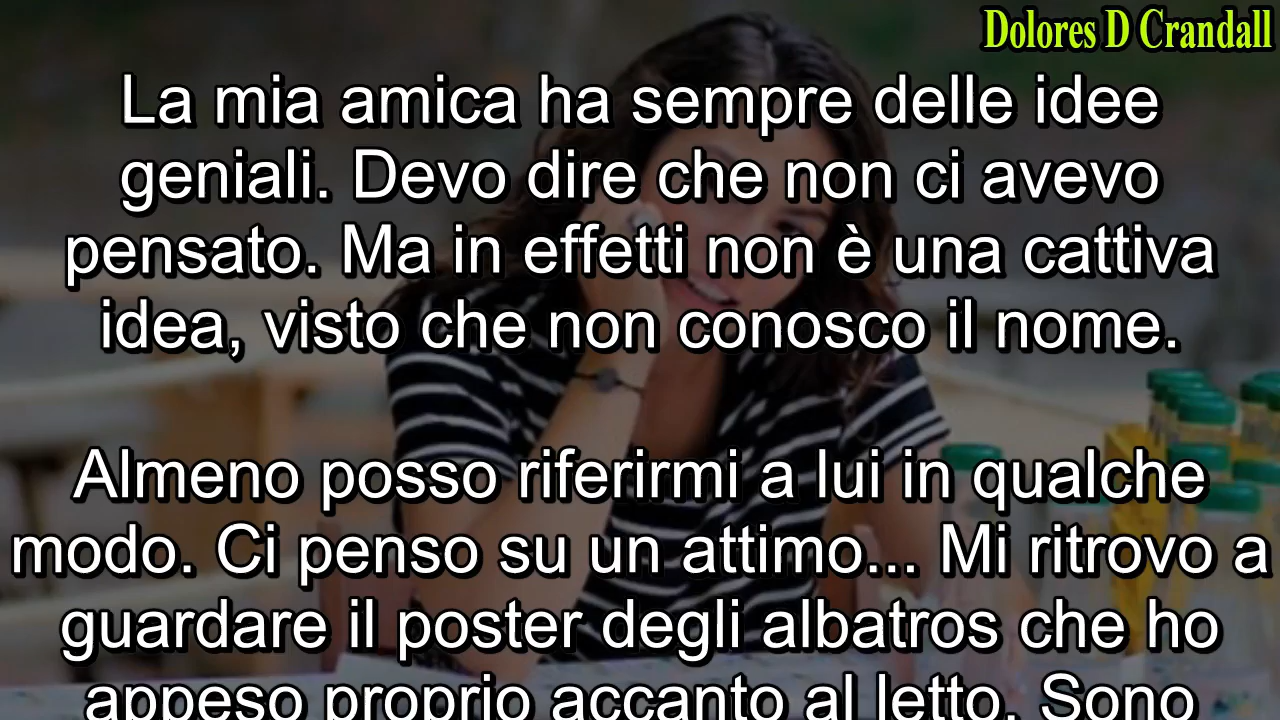 Dolores D Crandall
La mia amica ha sempre delle idee
geniali. Devo dire che non ci avevo
pensato. Ma in effetti non è una cattiva
idea, visto che non conosco il nome.
Almeno posso riferirmi a lui in qualche
modo. Ci penso su un attimo... Mi ritrovo a
guardare il poster degli albatros che ho
appeso proprio accanto al letto. Sono